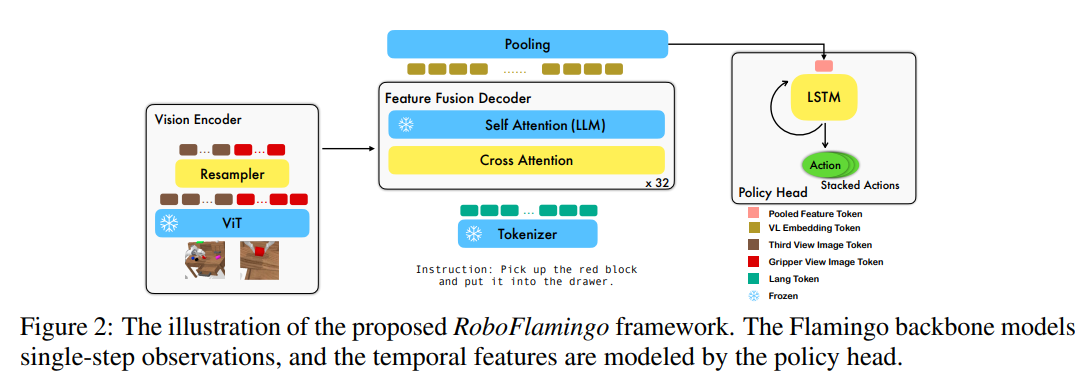 Pooling
......
Vision Encoder
... ...
Resampler
... ...
ViT
Feature Fusion Decoder
Self Attention (LLM)
Cross Attention
x 32
...
Tokenizer
Instruction: Pick up the red block
and put it into the drawer.
LSTM
Action
Stacked Actions
Policy Head
Pooled Feature Token
VL Embedding Token
Third View Image Token
Gripper View Image Token
Lang Token
Frozen
Figure 2: The illustration of the proposed RoboFlamingo framework. The Flamingo backbone models
single-step observations, and the temporal features are modeled by the policy head.